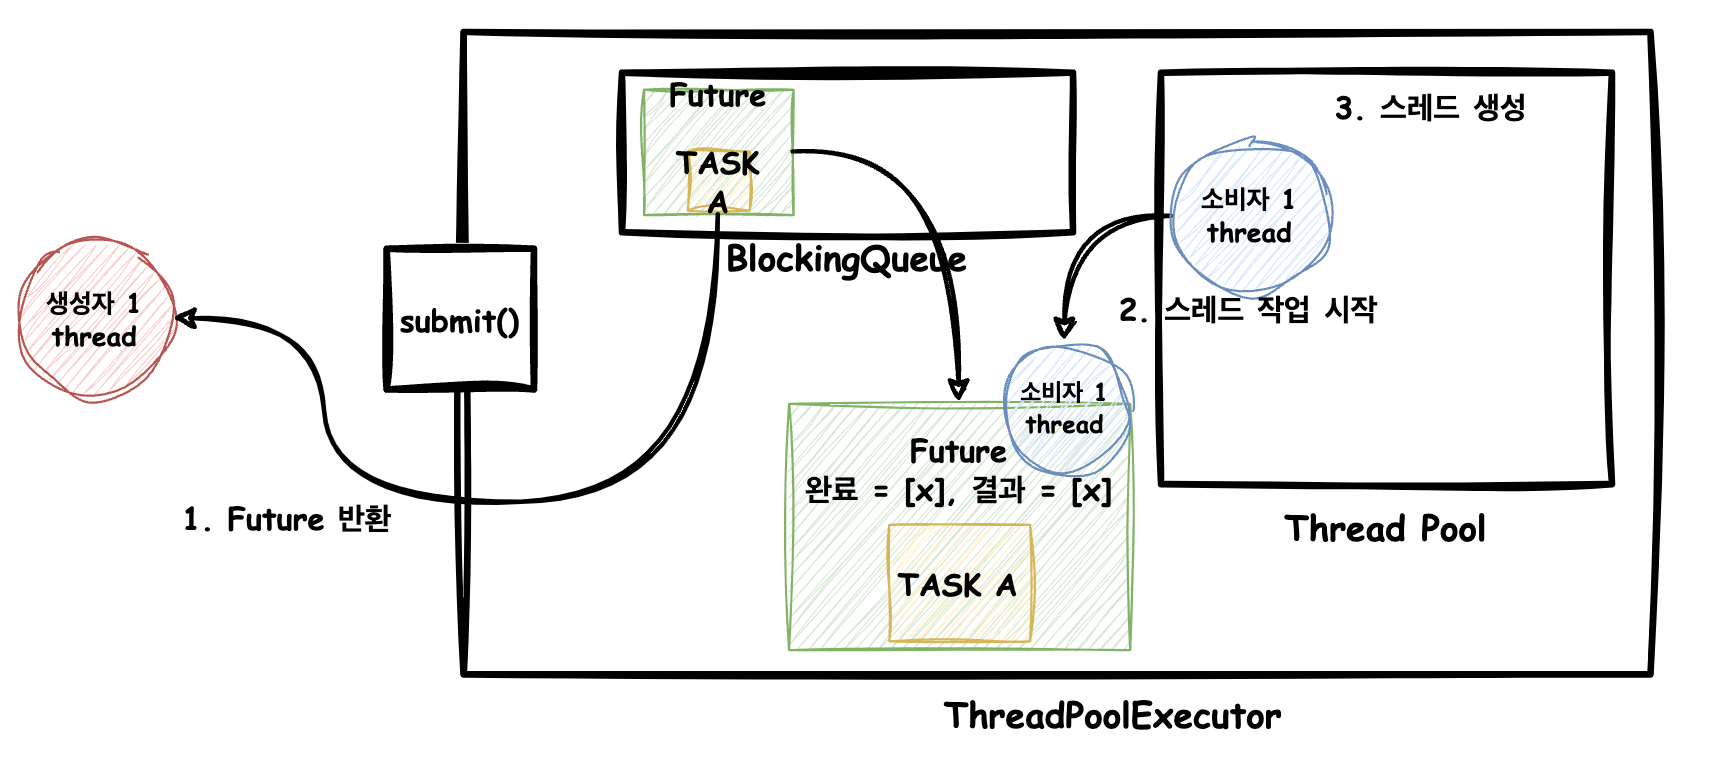 Future
TASK
A
BlockingQueue
3. 스레드 생성
소비자 1
thread
2. 스레드 작업 시작
생성자 1
thread
submit()
1. Future 반환
소비자 1
thread
Future
완료 = [x], 결과 = [x]
TASK A
Thread Pool
ThreadPoolExecutor